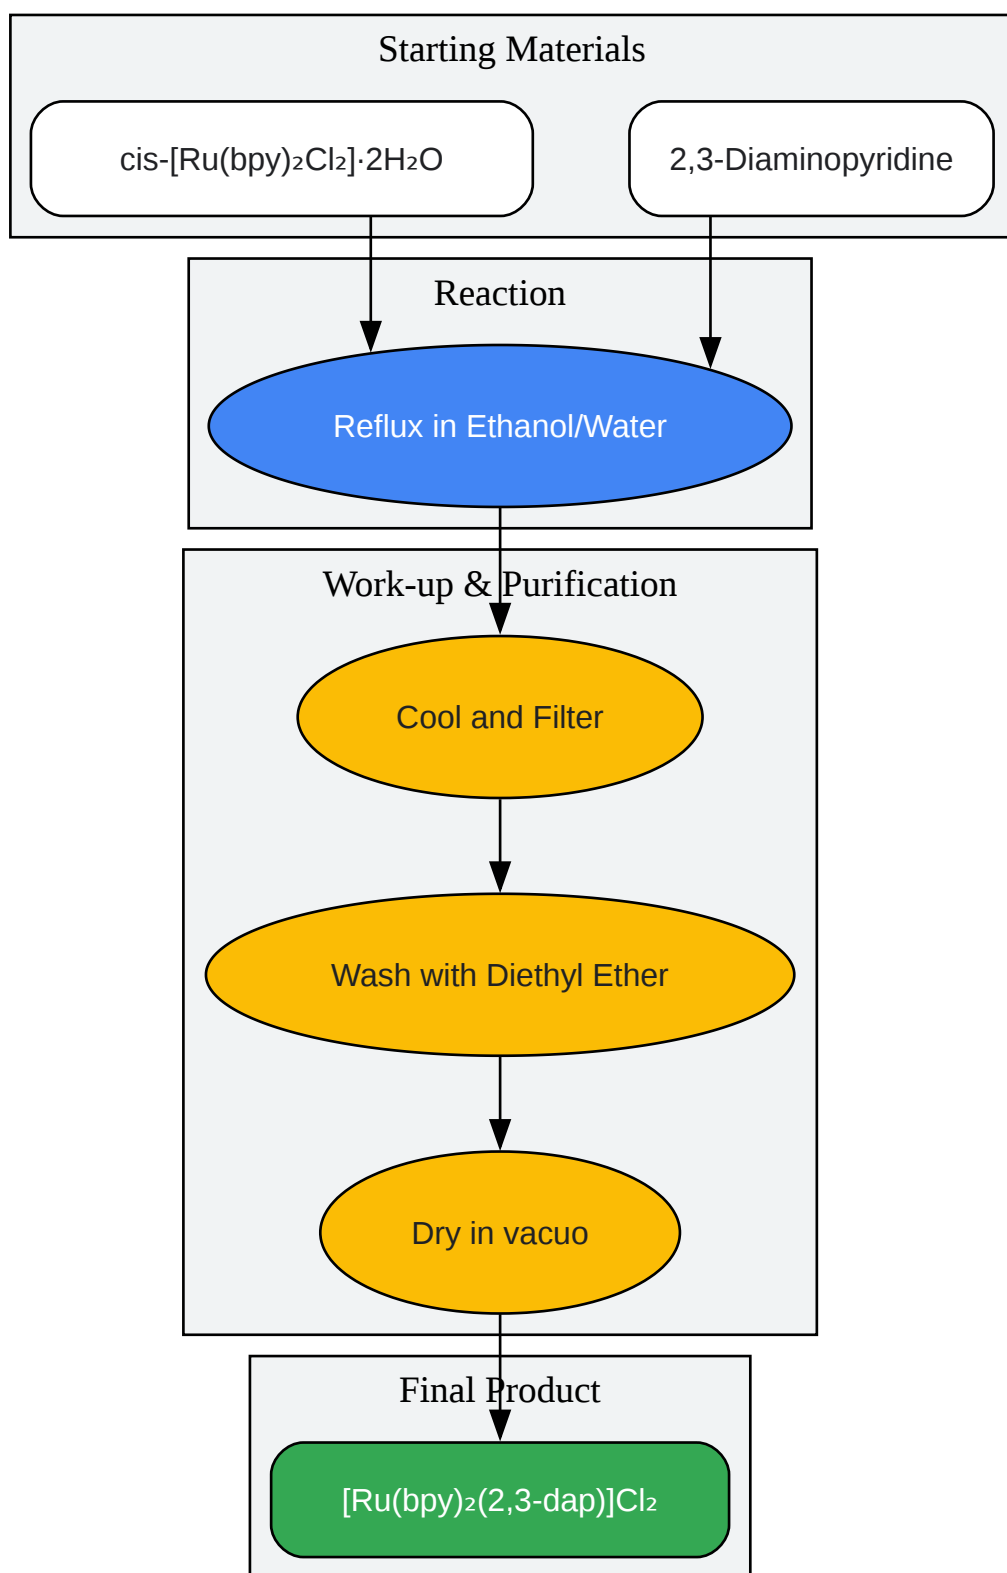 Starting Materials
cis-[Ru(bpy)₂Cl₂]·2H₂O
2,3-Diaminopyridine
Reaction
Reflux in Ethanol/Water
Work-up & Purification
Cool and Filter
Wash with Diethyl Ether
Dry in vacuo
Final Product
[Ru(bpy)₂(2,3-dap)]Cl₂